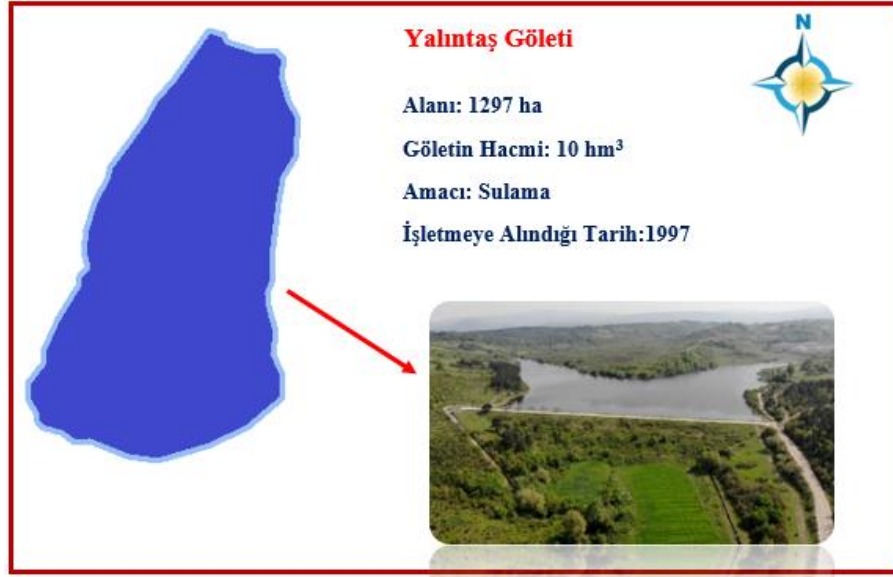 N
Yalıntaş Göleti
Alanı: 1297 ha
Göletin Hacmi: 10 hm³
Amacı: Sulama
İşletmeye Alındığı Tarih:1997